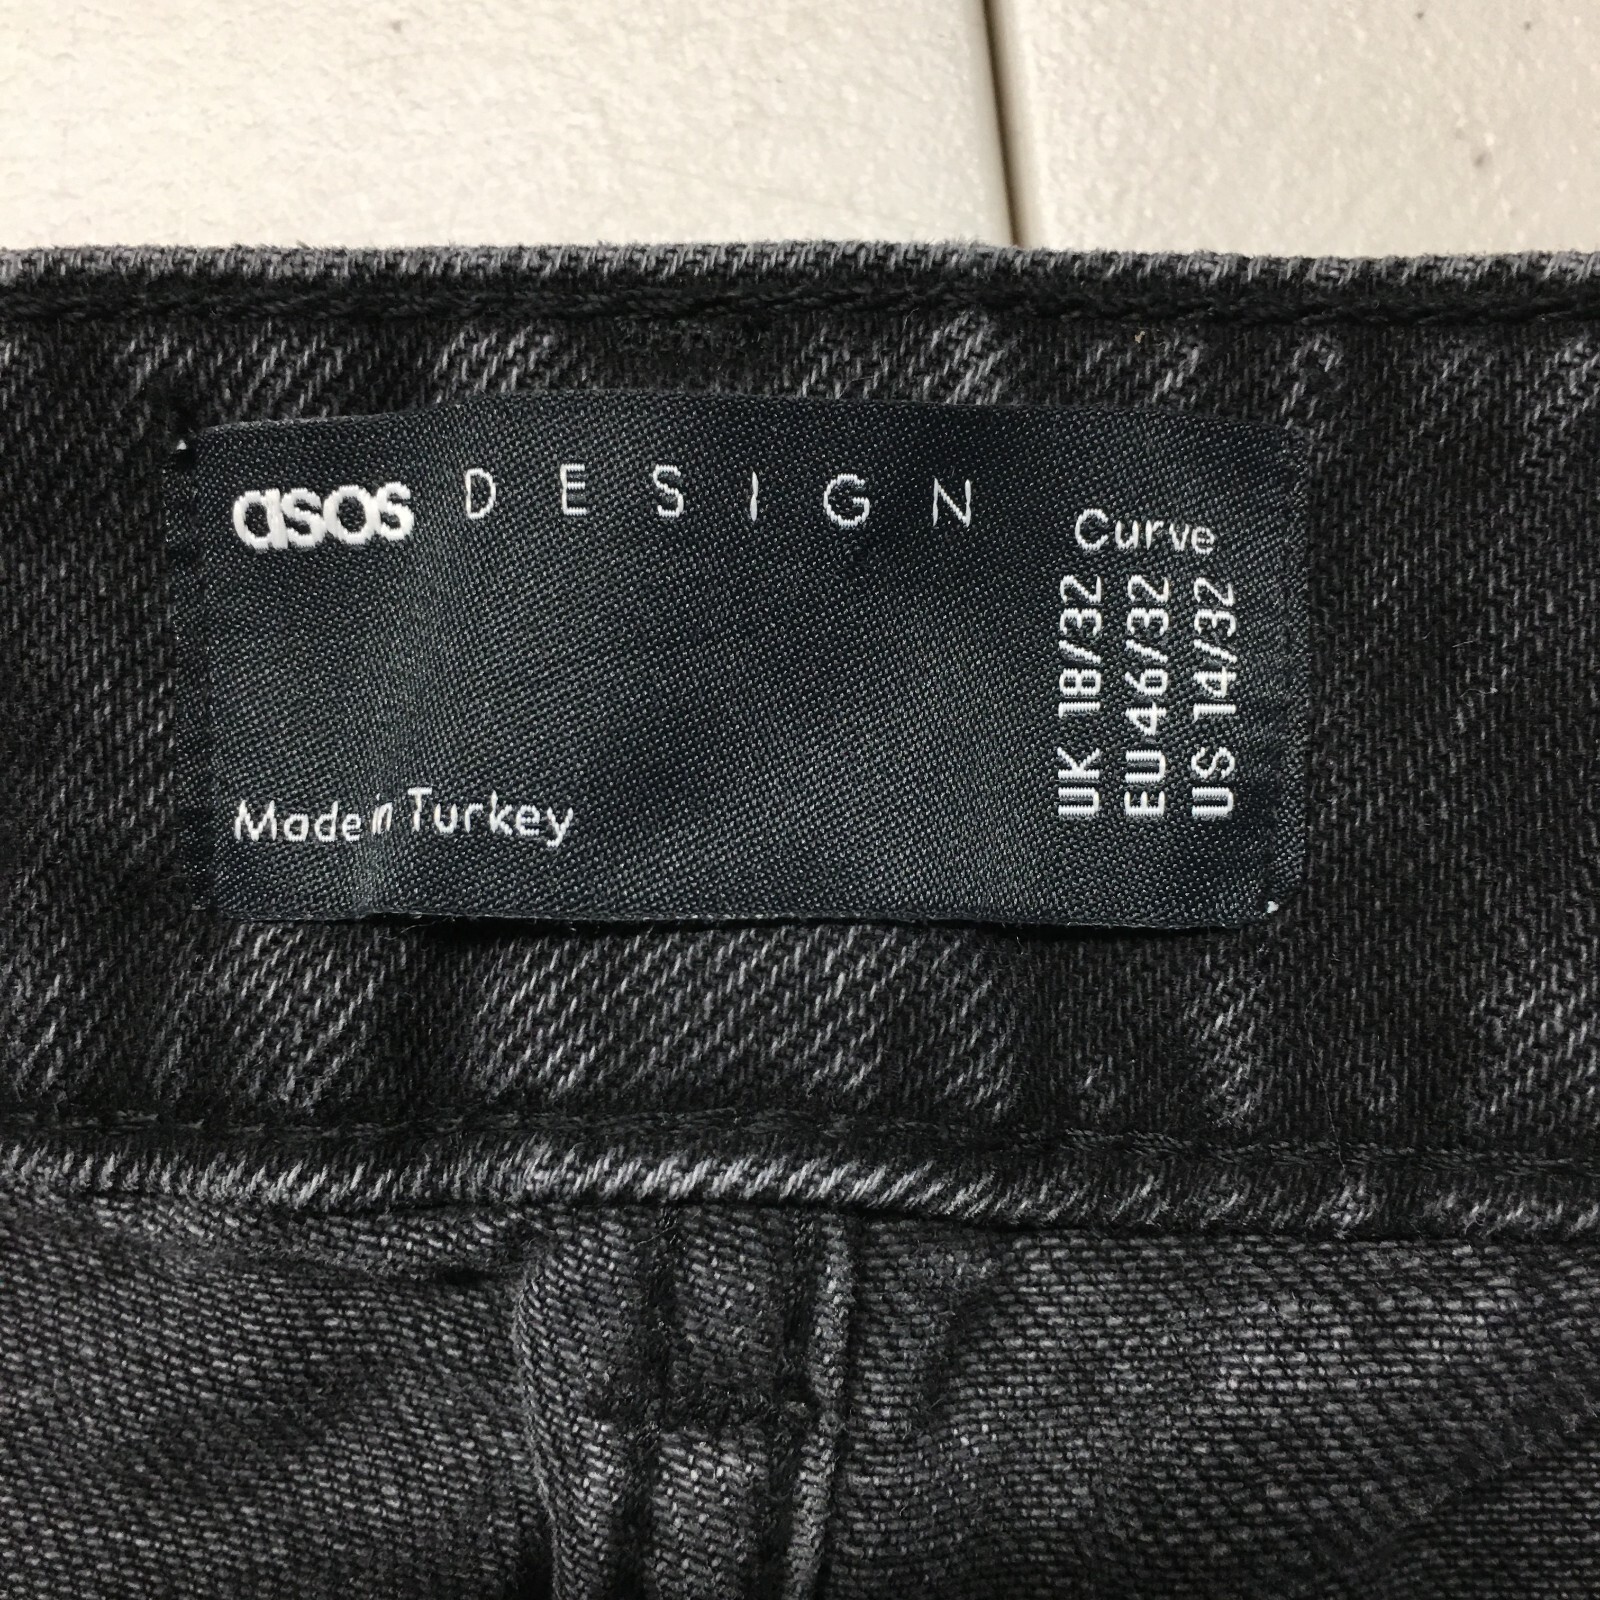 asos DESIGN
Curve
UK 18/32
EU 46/32
US 14/32
Made in Turkey